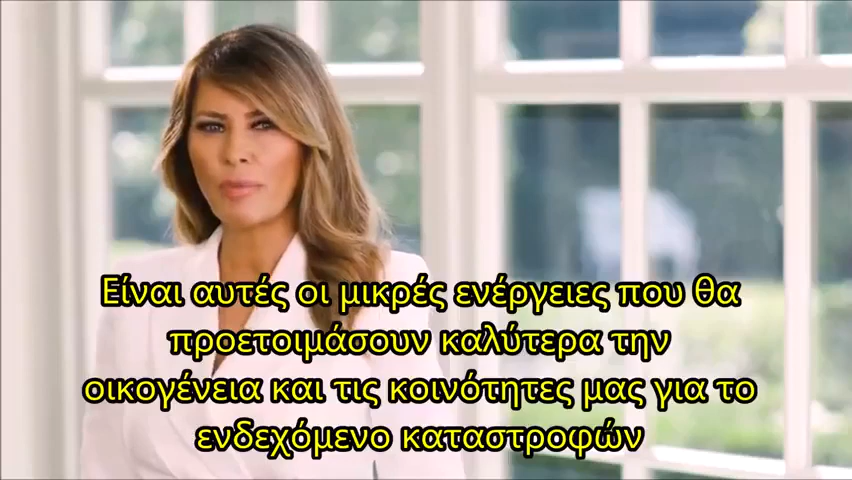 Είναι αυτές οι μικρές ενέργειες που θα
προετοιμάσουν καλύτερα την
οικογένεια και τις κοινότητες μας για το
ενδεχόμενο καταστροφών